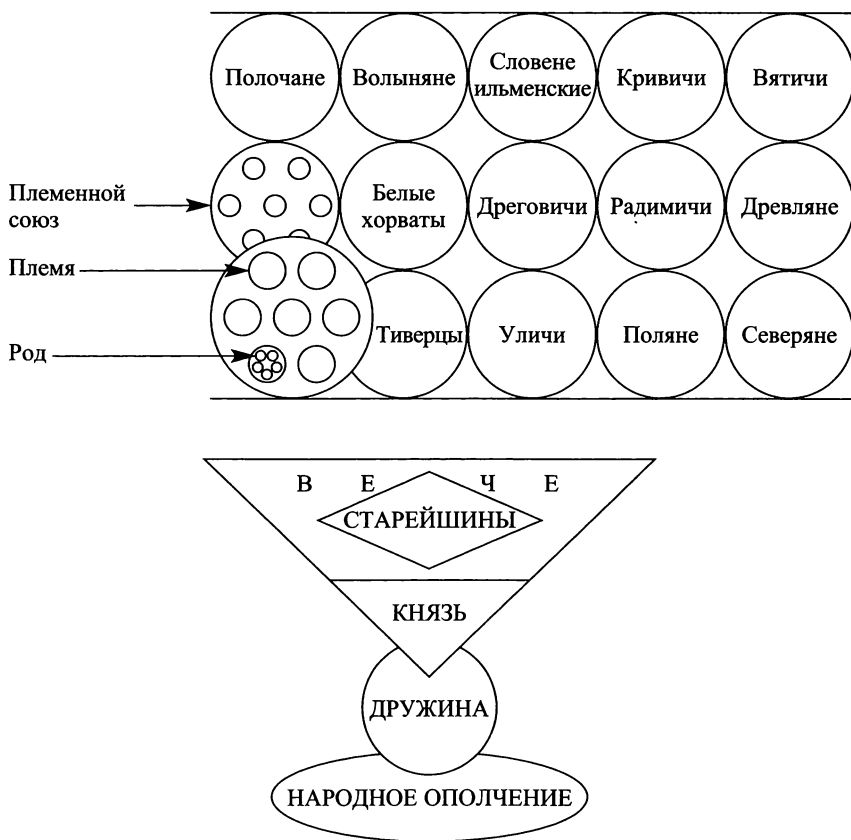 Полочане
Волыняне
Словене
ильменские
Кривичи
Вятичи
Племенной
союз
Белые
хорваты
Дреговичи
Радимичи
Древляне
Племя
Тиверцы
Уличи
Поляне
Северяне
Род
В Е Ч Е
СТАРЕЙШИНЫ
КНЯЗЬ
ДРУЖИНА
НАРОДНОЕ ОПОЛЧЕНИЕ